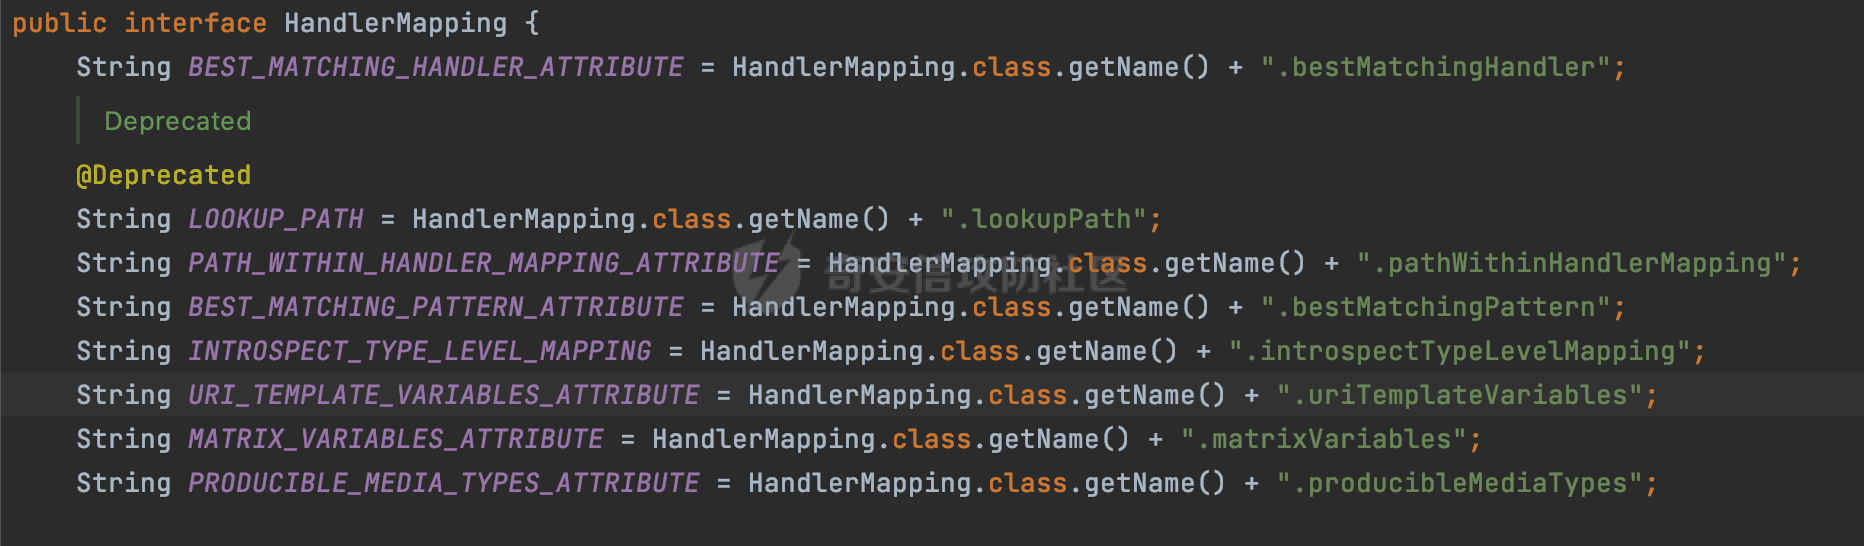 public interface HandlerMapping {
    String BEST_MATCHING_HANDLER_ATTRIBUTE = HandlerMapping.class.getName() + ".bestMatchingHandler";
    Deprecated
    @Deprecated
    String LOOKUP_PATH = HandlerMapping.class.getName() + ".lookupPath";
    String PATH_WITHIN_HANDLER_MAPPING_ATTRIBUTE = HandlerMapping.class.getName() + ".pathWithinHandlerMapping";
奇安信攻防社区
    String BEST_MATCHING_PATTERN_ATTRIBUTE = HandlerMapping.class.getName() + ".bestMatchingPattern";
    String INTROSPECT_TYPE_LEVEL_MAPPING = HandlerMapping.class.getName() + ".introspectTypeLevelMapping";
    String URI_TEMPLATE_VARIABLES_ATTRIBUTE = HandlerMapping.class.getName() + ".uriTemplateVariables";
    String MATRIX_VARIABLES_ATTRIBUTE = HandlerMapping.class.getName() + ".matrixVariables";
    String PRODUCIBLE_MEDIA_TYPES_ATTRIBUTE = HandlerMapping.class.getName() + ".producibleMediaTypes";